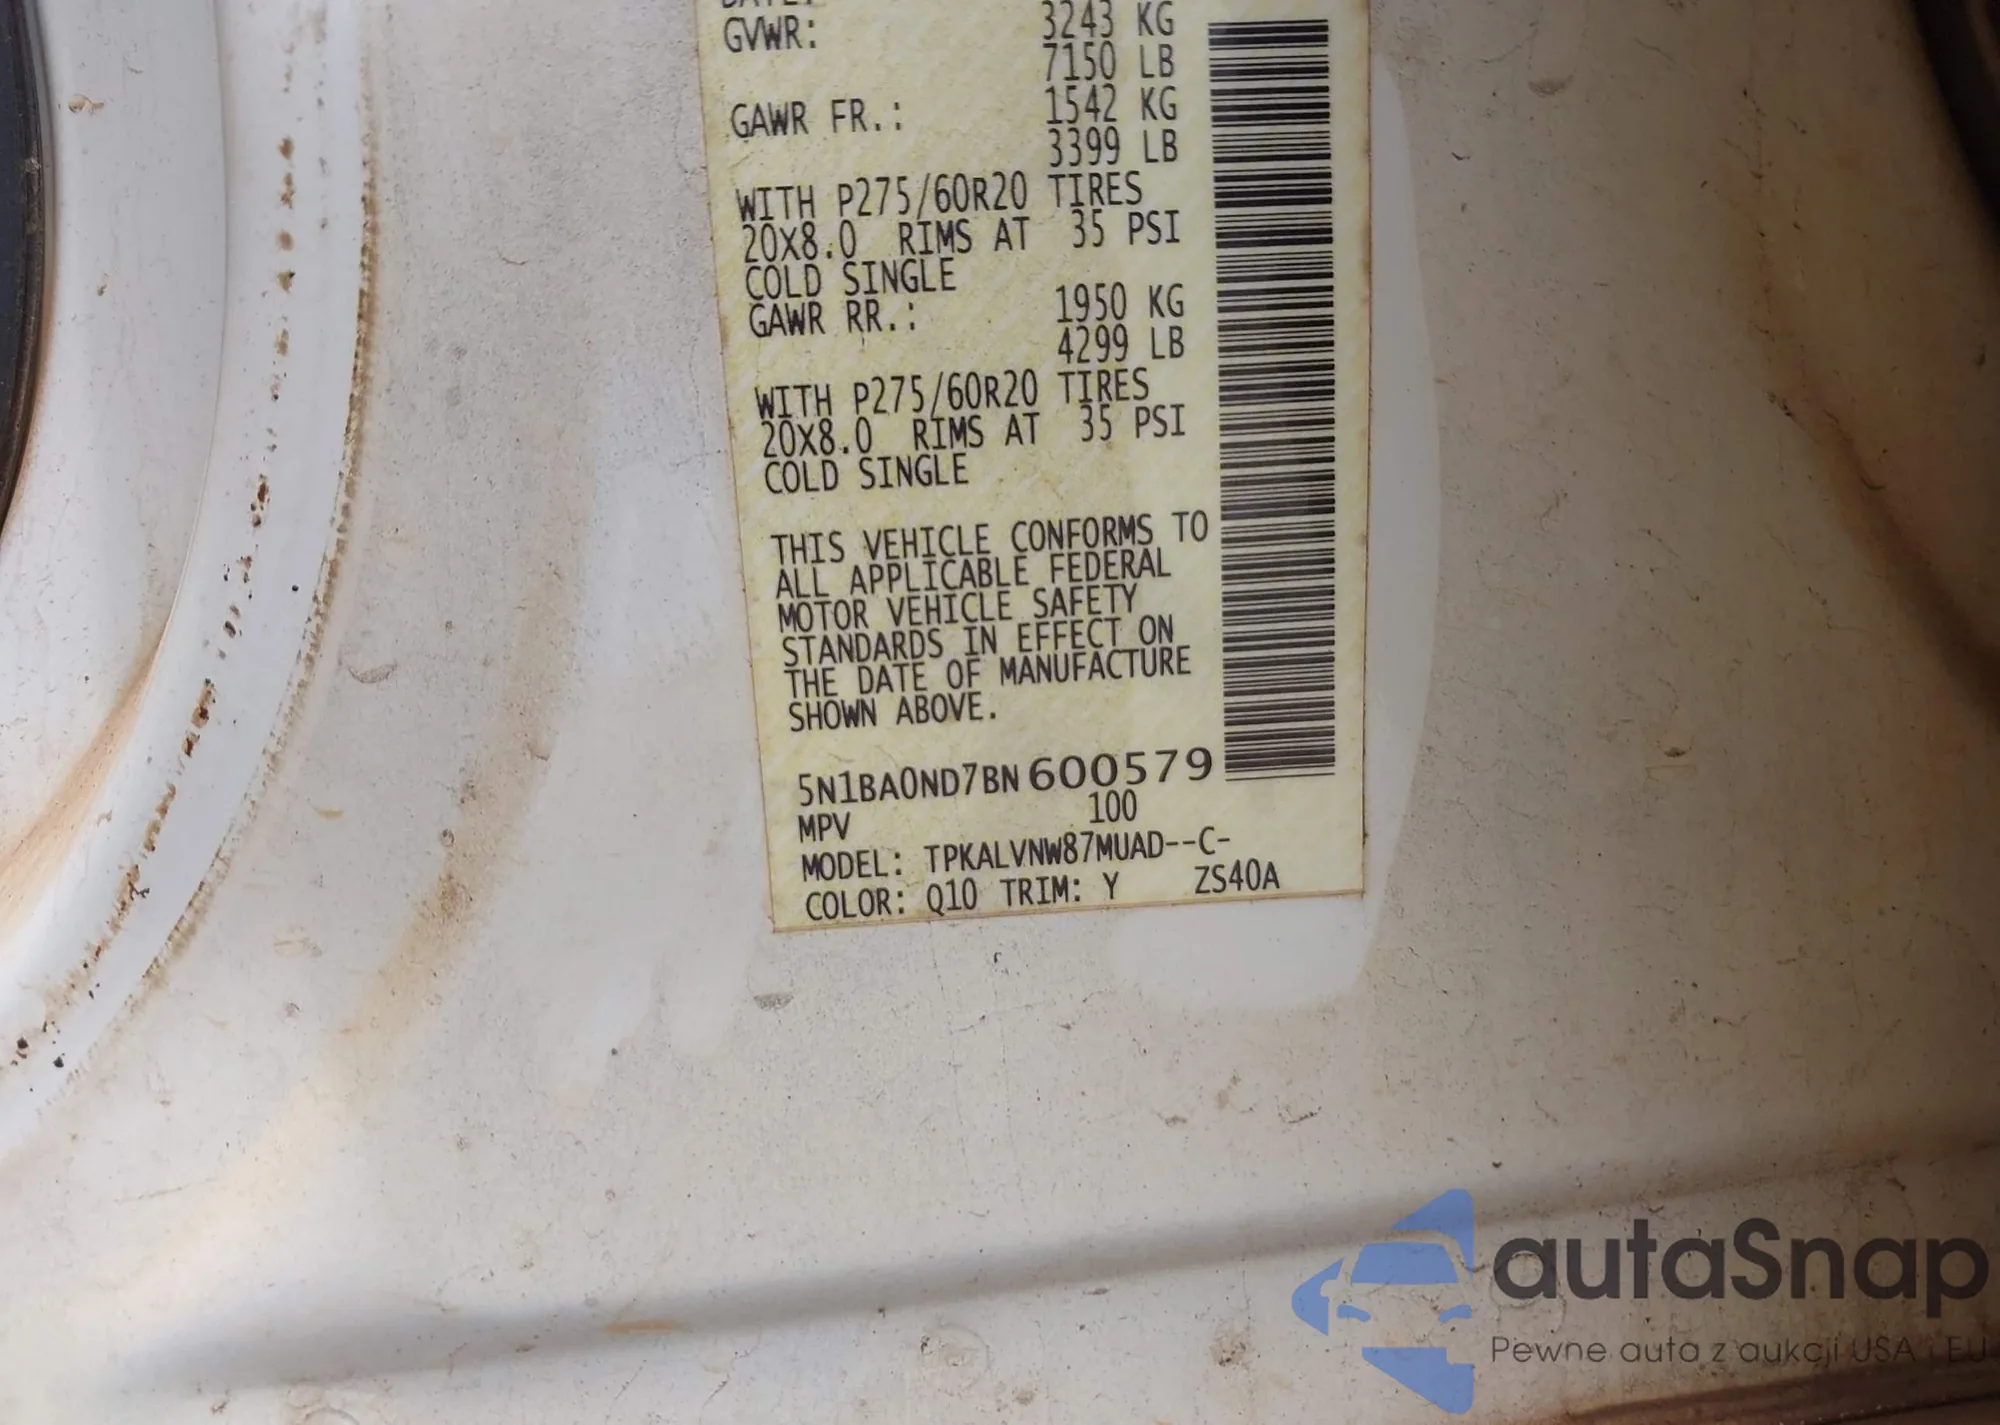 DATE:
GVWR: 3243 KG
7150 LB
GAWR FR.: 1542 KG
3399 LB
WITH P275/60R20 TIRES
20X8.0 RIMS AT 35 PSI
COLD SINGLE
GAWR RR.: 1950 KG
4299 LB
WITH P275/60R20 TIRES
20X8.0 RIMS AT 35 PSI
COLD SINGLE
THIS VEHICLE CONFORMS TO
ALL APPLICABLE FEDERAL
MOTOR VEHICLE SAFETY
STANDARDS IN EFFECT ON
THE DATE OF MANUFACTURE
SHOWN ABOVE.
5N1BA0ND7BN600579
MPV 100
MODEL: TPKALVNW87MUAD--C-
COLOR: Q10 TRIM: Y ZS40A
autaSnap
Pewne auta z aukcji USA i EU